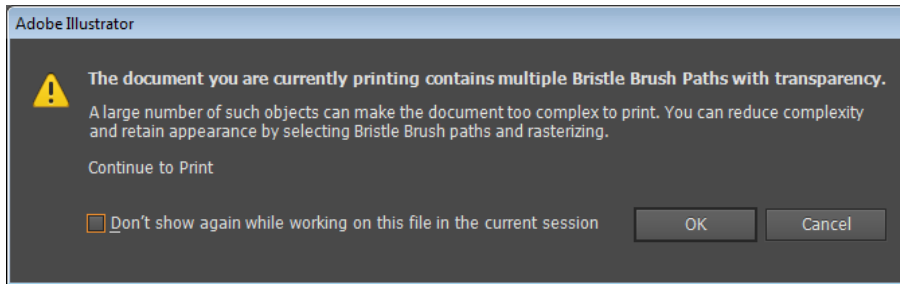 Adobe Illustrator
The document you are currently printing contains multiple Bristle Brush Paths with transparency.
A large number of such objects can make the document too complex to print. You can reduce complexity
and retain appearance by selecting Bristle Brush paths and rasterizing.
Continue to Print
Don't show again while working on this file in the current session
OK
Cancel